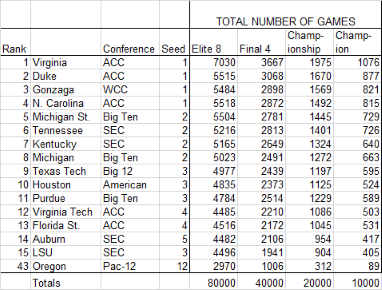 TOTAL NUMBER OF GAMES
Rank Conference Seed Elite 8 Final 4 Champ-ionship Champ-ion
1 Virginia ACC 1 7030 3667 1975 1076
2 Duke ACC 1 5515 3068 1670 877
3 Gonzaga WCC 1 5484 2898 1569 821
4 N. Carolina ACC 1 5518 2872 1492 815
5 Michigan St. Big Ten 2 5504 2781 1445 729
6 Tennessee SEC 2 5216 2813 1401 726
7 Kentucky SEC 2 5165 2649 1324 640
8 Michigan Big Ten 2 5023 2491 1272 663
9 Texas Tech Big 12 3 4977 2439 1197 595
10 Houston American 3 4835 2373 1125 524
11 Purdue Big Ten 3 4784 2514 1229 589
12 Virginia Tech ACC 4 4485 2210 1086 503
13 Florida St. ACC 4 4516 2172 1045 531
14 Auburn SEC 5 4482 2106 954 417
15 LSU SEC 3 4496 1941 904 405
43 Oregon Pac-12 12 2970 1006 312 89
Totals 80000 40000 20000 10000